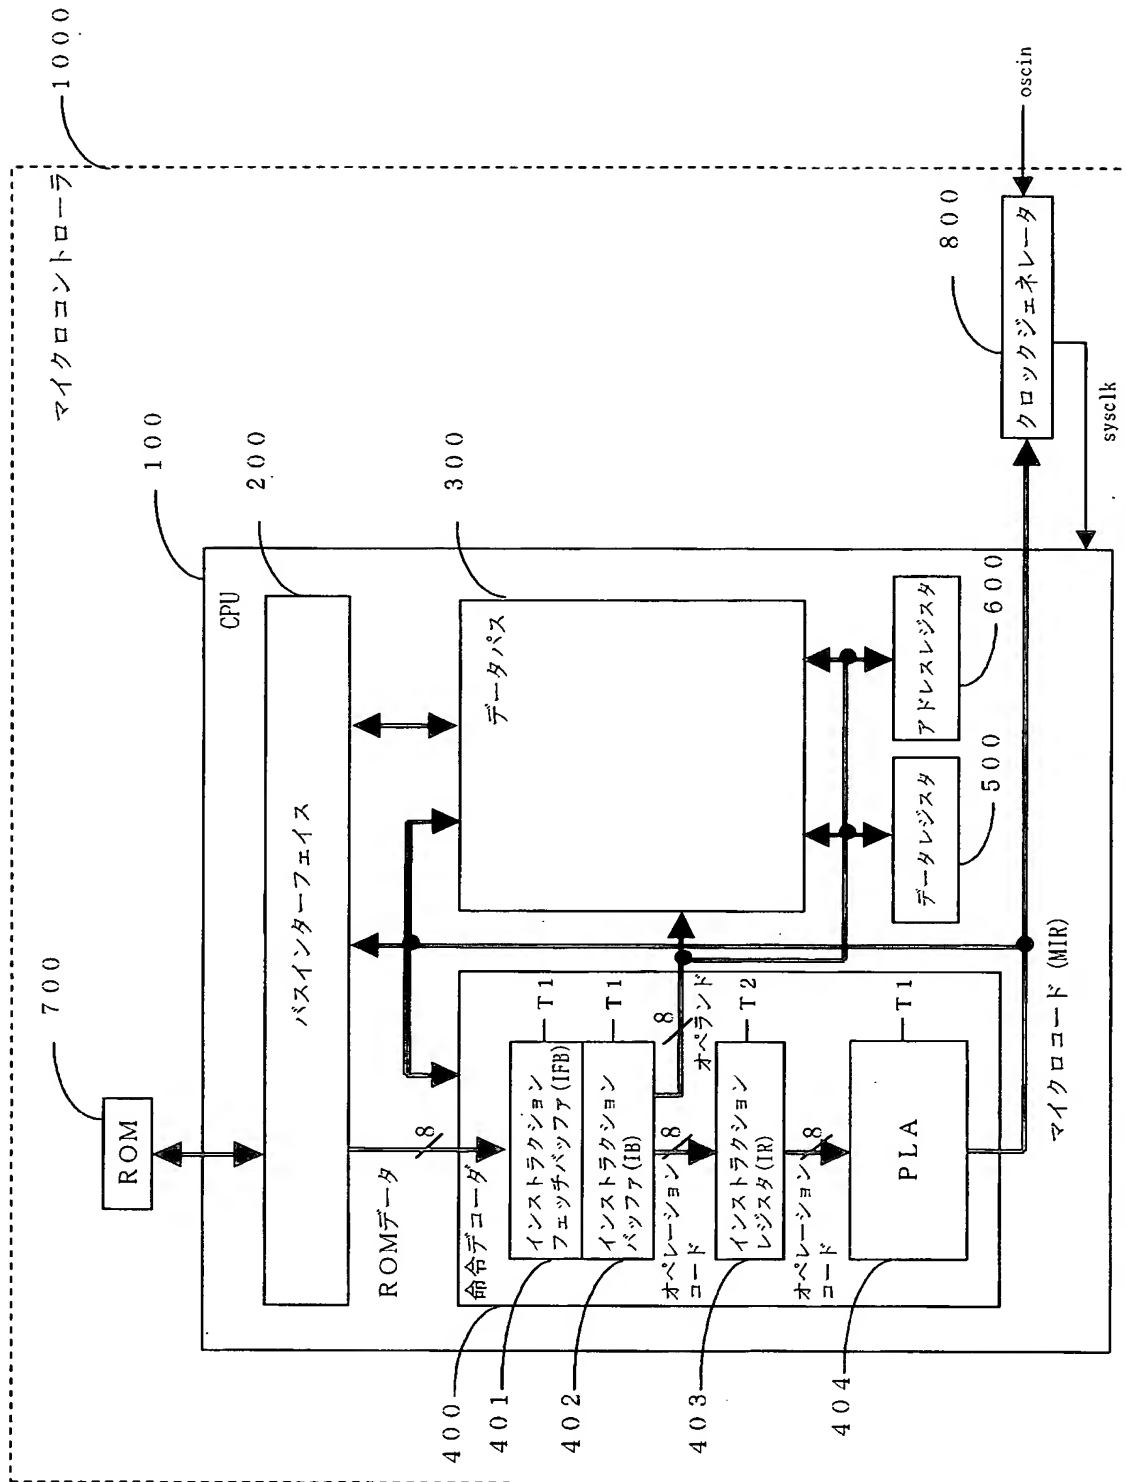 1000
マイクロコントローラ
100
CPU
200
バスインターフェイス
700
ROM
300
データパス
ROMデータ
8
400
命令デコーダ
401
インストラクション
フェッチバッファ(IFB)
T1
402
インストラクション
バッファ(IB)
T1
8
オペランド
オペレーション
コード
8
403
インストラクション
レジスタ(IR)
T2
オペレーション
コード
8
404
PLA
T1
データレジスタ
500
アドレスレジスタ
600
マイクロコード(MIR)
800
クロックジェネレータ
oscin
sysclk